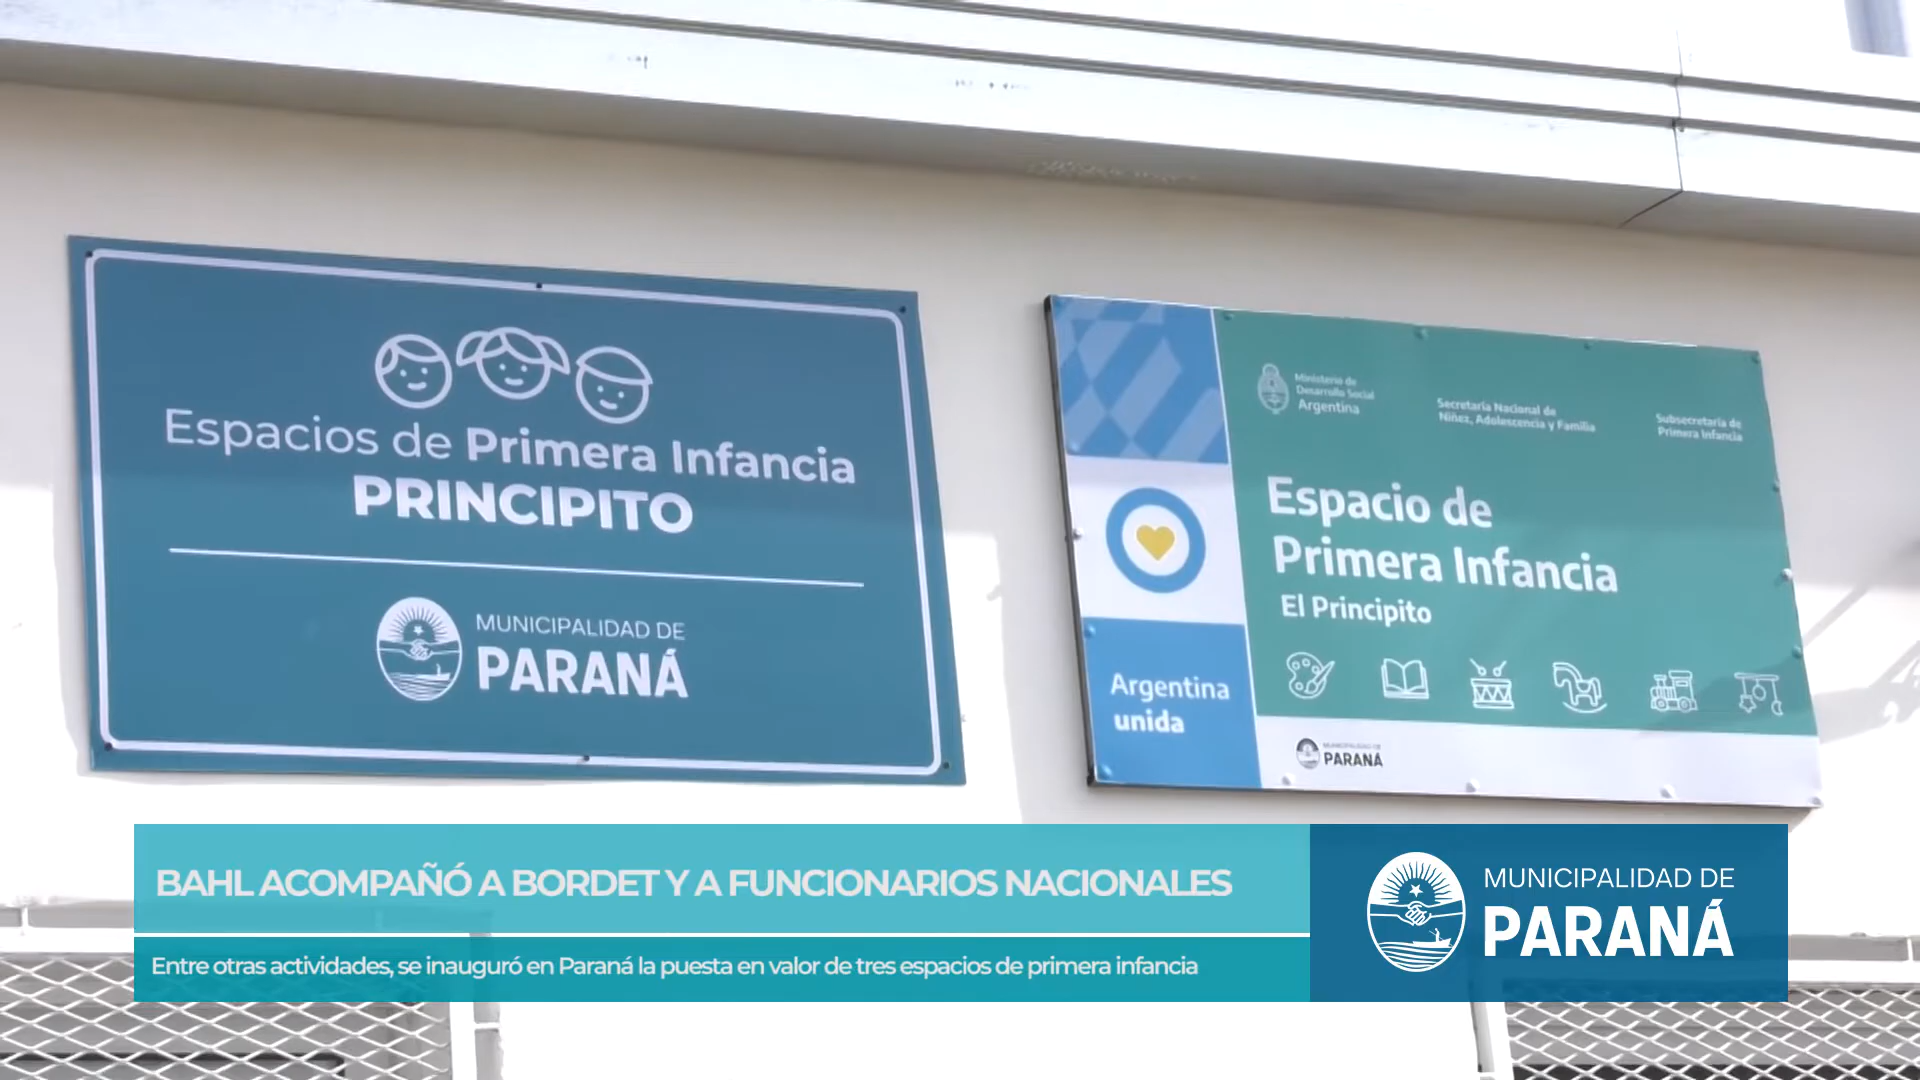 Espacios de Primera Infancia
PRINCIPITO
MUNICIPALIDAD DE
PARANÁ
Ministerio de
Desarrollo Social
Argentina
Secretaría Nacional de
Niñez, Adolescencia y Familia
Subsecretaría de
Primera Infancia
Espacio de
Primera Infancia
El Principito
Argentina
unida
MUNICIPALIDAD DE
PARANÁ
BAHL ACOMPAÑÓ A BORDET Y A FUNCIONARIOS NACIONALES
Entre otras actividades, se inauguró en Paraná la puesta en valor de tres espacios de primera infancia
MUNICIPALIDAD DE
PARANÁ